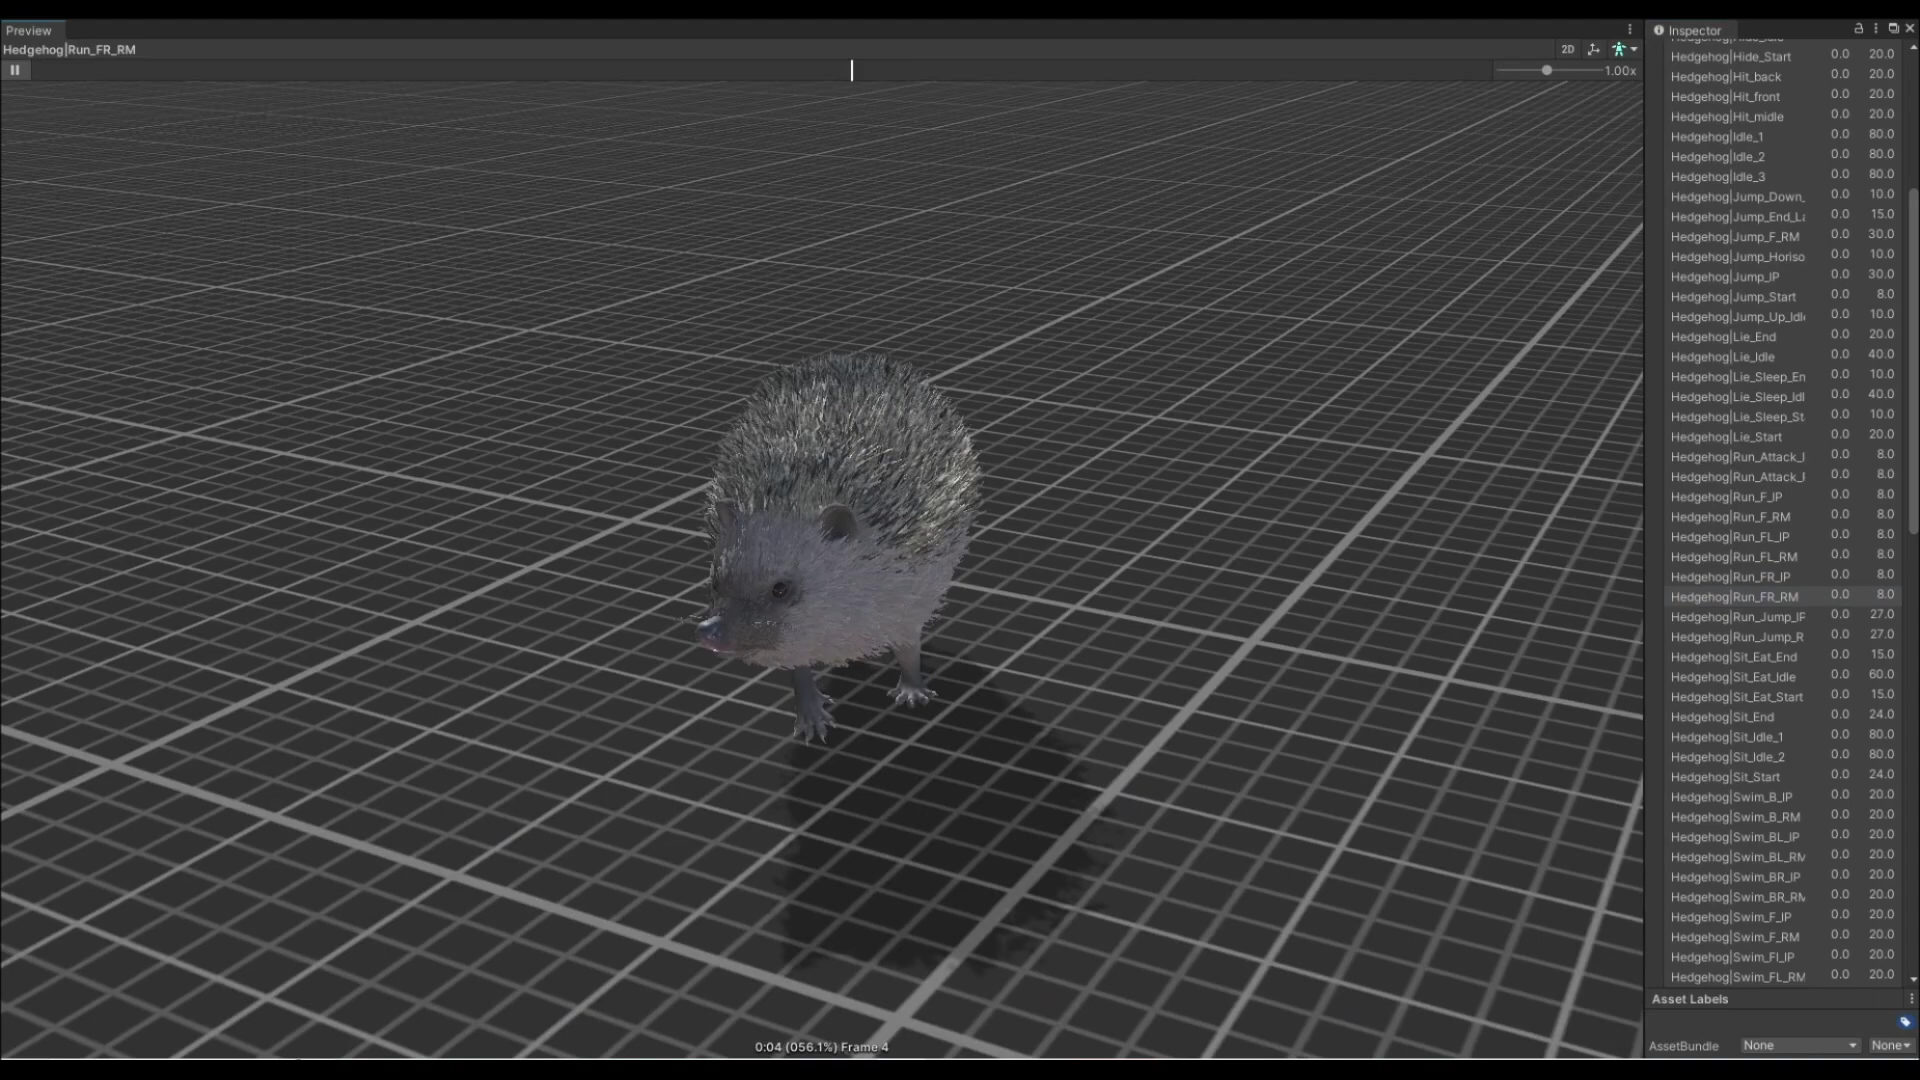 Preview
Hedgehog|Run_FR_RM
2D
1.00x
0:04 (056.1%) Frame 4
Inspector
Hedgehog|Hide_Start 0.0 20.0
Hedgehog|Hit_back 0.0 20.0
Hedgehog|Hit_front 0.0 20.0
Hedgehog|Hit_midle 0.0 20.0
Hedgehog|Idle_1 0.0 80.0
Hedgehog|Idle_2 0.0 80.0
Hedgehog|Idle_3 0.0 80.0
Hedgehog|Jump_Down_ 0.0 10.0
Hedgehog|Jump_End_La 0.0 15.0
Hedgehog|Jump_F_RM 0.0 30.0
Hedgehog|Jump_Horiso 0.0 10.0
Hedgehog|Jump_IP 0.0 30.0
Hedgehog|Jump_Start 0.0 8.0
Hedgehog|Jump_Up_Idl 0.0 10.0
Hedgehog|Lie_End 0.0 20.0
Hedgehog|Lie_Idle 0.0 40.0
Hedgehog|Lie_Sleep_En 0.0 10.0
Hedgehog|Lie_Sleep_Idl 0.0 40.0
Hedgehog|Lie_Sleep_St 0.0 10.0
Hedgehog|Lie_Start 0.0 20.0
Hedgehog|Run_Attack_I 0.0 8.0
Hedgehog|Run_Attack_F 0.0 8.0
Hedgehog|Run_F_IP 0.0 8.0
Hedgehog|Run_F_RM 0.0 8.0
Hedgehog|Run_FL_IP 0.0 8.0
Hedgehog|Run_FL_RM 0.0 8.0
Hedgehog|Run_FR_IP 0.0 8.0
Hedgehog|Run_FR_RM 0.0 8.0
Hedgehog|Run_Jump_IP 0.0 27.0
Hedgehog|Run_Jump_R 0.0 27.0
Hedgehog|Sit_Eat_End 0.0 15.0
Hedgehog|Sit_Eat_Idle 0.0 60.0
Hedgehog|Sit_Eat_Start 0.0 15.0
Hedgehog|Sit_End 0.0 24.0
Hedgehog|Sit_Idle_1 0.0 80.0
Hedgehog|Sit_Idle_2 0.0 80.0
Hedgehog|Sit_Start 0.0 24.0
Hedgehog|Swim_B_IP 0.0 20.0
Hedgehog|Swim_B_RM 0.0 20.0
Hedgehog|Swim_BL_IP 0.0 20.0
Hedgehog|Swim_BL_RM 0.0 20.0
Hedgehog|Swim_BR_IP 0.0 20.0
Hedgehog|Swim_BR_RM 0.0 20.0
Hedgehog|Swim_F_IP 0.0 20.0
Hedgehog|Swim_F_RM 0.0 20.0
Hedgehog|Swim_Fl_IP 0.0 20.0
Hedgehog|Swim_FL_RM 0.0 20.0
Asset Labels
AssetBundle None None